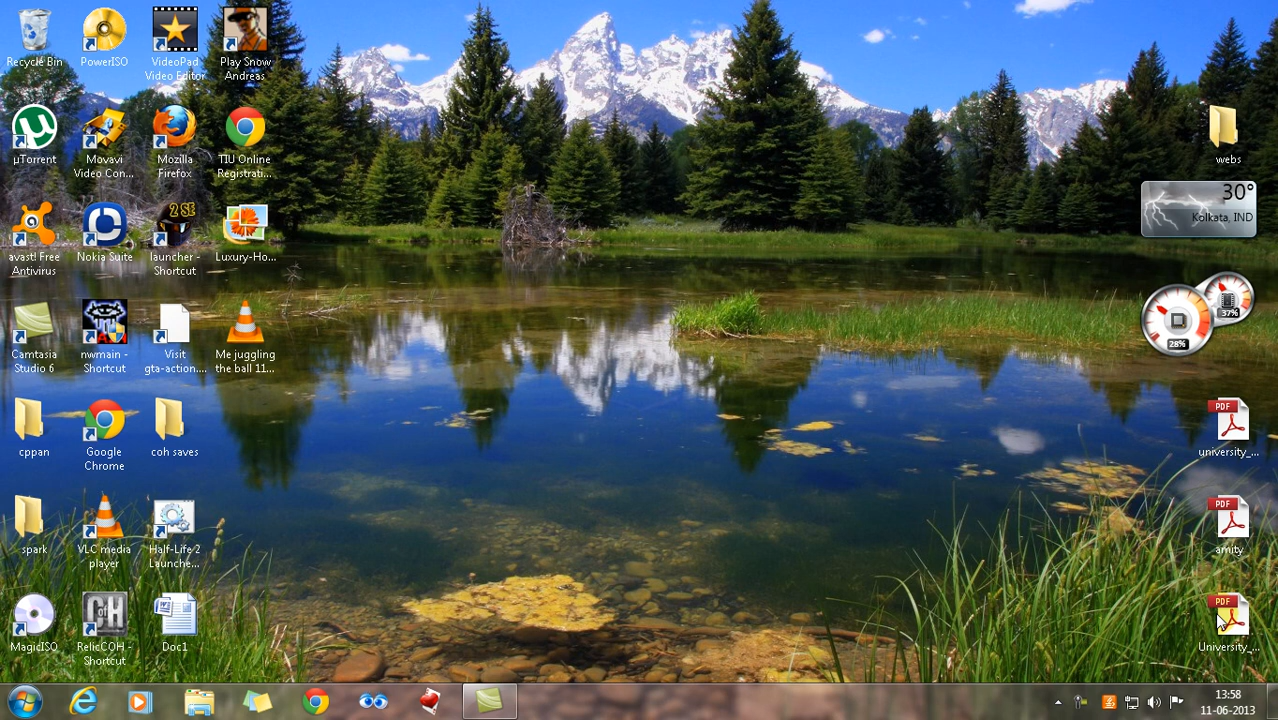 Recycle Bin
PowerISO
VideoPad
Video Editor
Play Snow
Andreas
µTorrent
Movavi
Video Con...
Mozilla
Firefox
TIU Online
Registrati...
webs
30°
Kolkata, IND
avast! Free
Antivirus
Nokia Suite
2 SE
launcher -
Shortcut
Luxury-Ho...
37%
28%
Camtasia
Studio 6
nwmain -
Shortcut
Visit
gta-action....
Me juggling
the ball 11...
cppan
Google
Chrome
coh saves
PDF
university_...
spark
VLC media
player
Half-Life 2
Launche...
PDF
amity
MagicISO
CofH
RelicCOH -
Shortcut
Doc1
PDF
University_...
13:58
11-06-2013